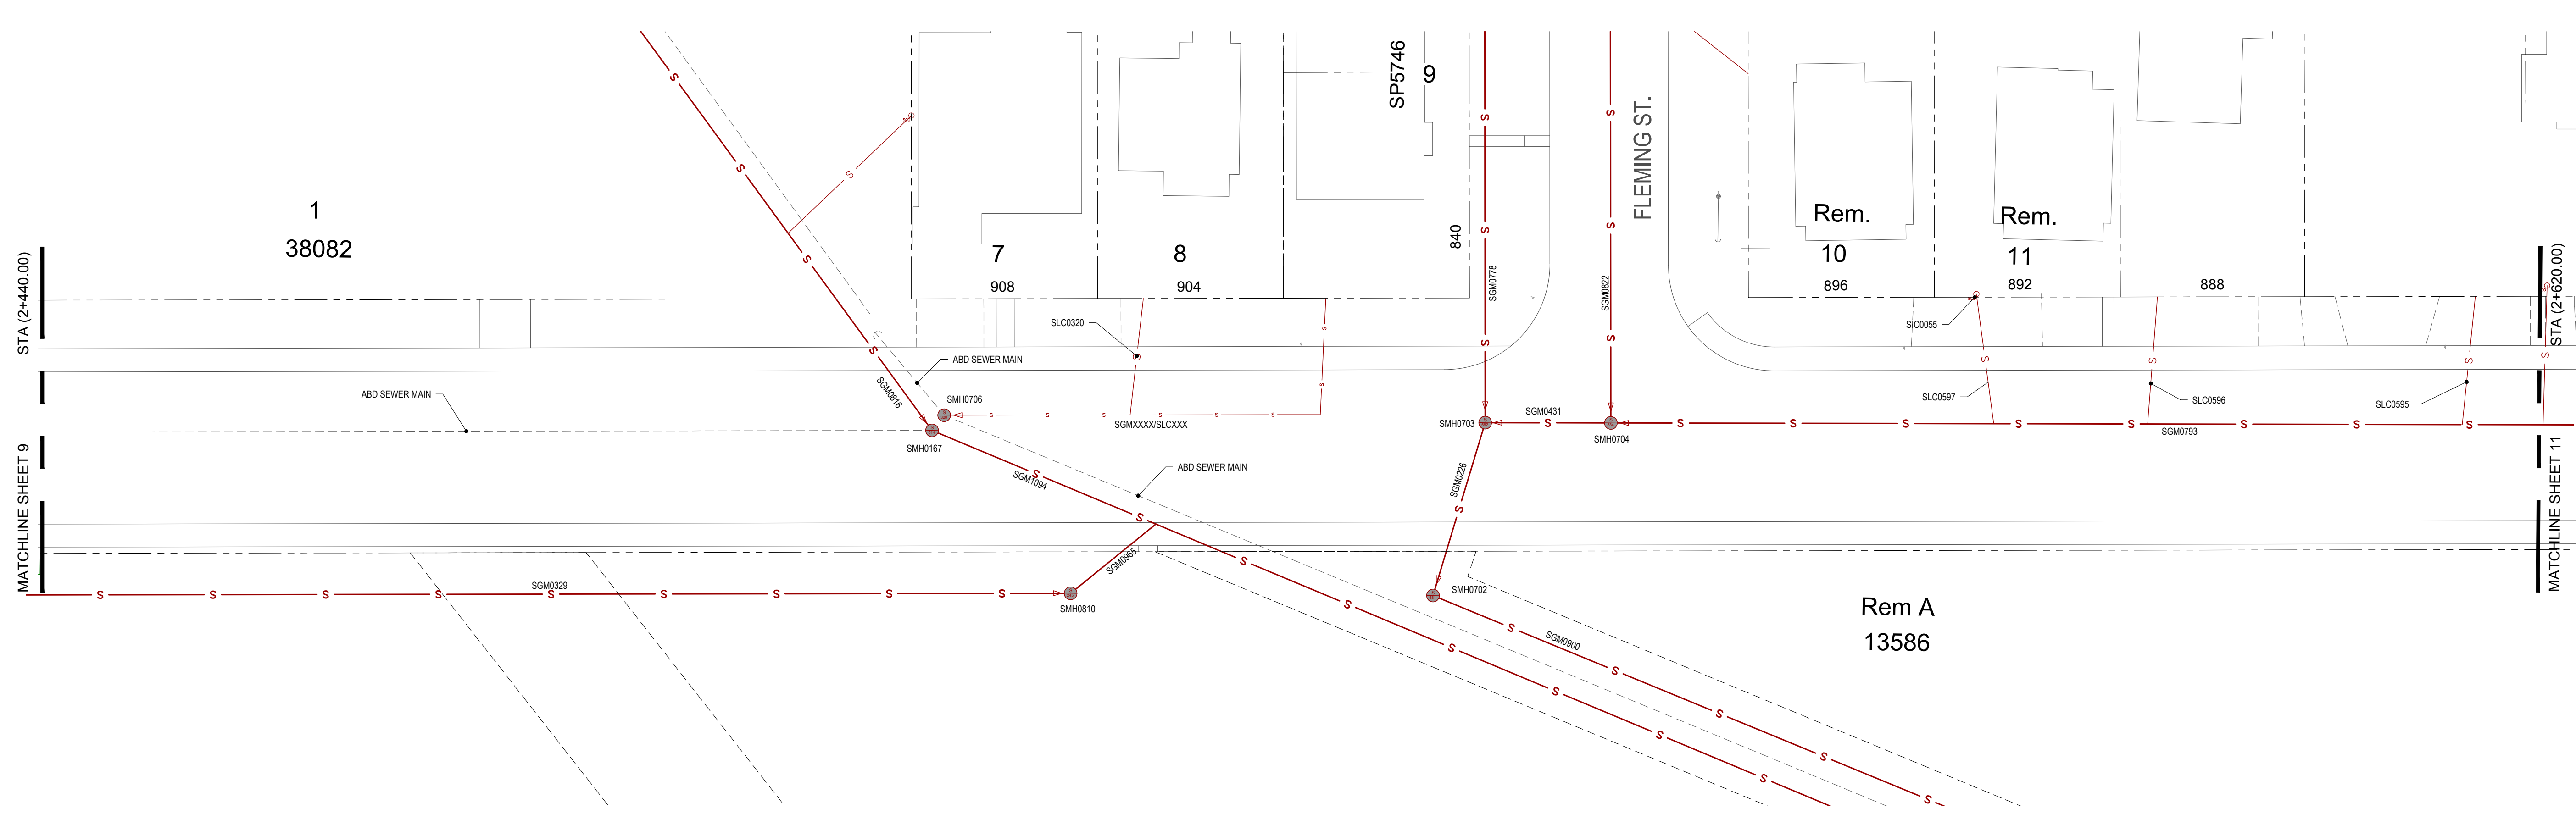 STA (2+440.00)
MATCHLINE SHEET 9
1
38082
ABD SEWER MAIN
SGM0329
S
SGM0816
SMH0167
SMH0706
ABD SEWER MAIN
7
908
8
904
SLC0320
SGMXXXX/SLCXXX
SGM1094
ABD SEWER MAIN
SGM0965
SMH0810
SP5746
9
840
SGM0778
FLEMING ST.
SGM0822
SMH0703
SGM0431
SMH0704
SGM0226
SMH0702
SGM0900
Rem.
10
896
Rem.
11
892
888
SIC0055
SLC0597
SLC0596
SLC0595
SGM0793
Rem A
13586
STA (2+620.00)
MATCHLINE SHEET 11